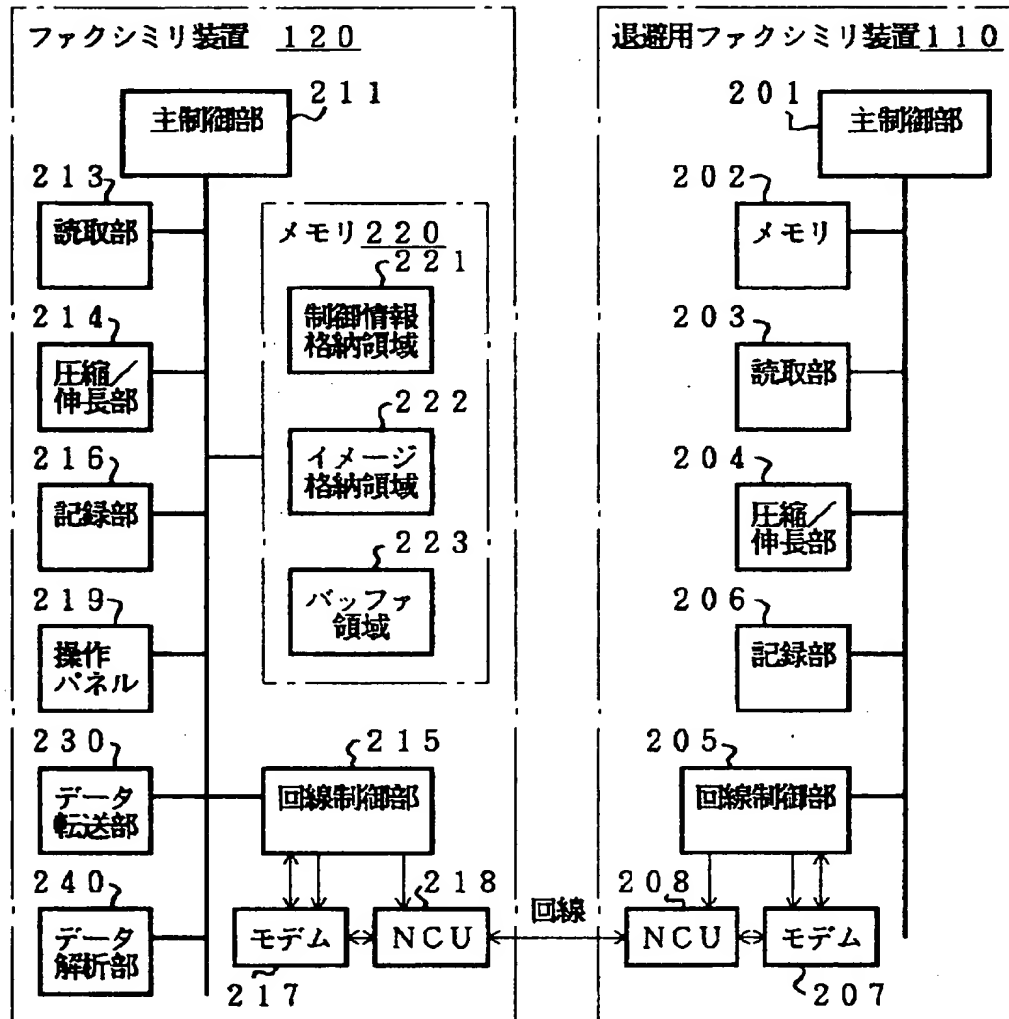 ファクシミリ装置 120
211
主制御部
213
読取部
メモリ 220
221
制御情報
格納領域
214
圧縮／
伸長部
222
イメージ
格納領域
216
記録部
223
バッファ
領域
219
操作
パネル
230
データ
転送部
215
回線制御部
240
データ
解析部
218
モデム
NCU
217
回線
退避用ファクシミリ装置110
201
主制御部
202
メモリ
203
読取部
204
圧縮／
伸長部
206
記録部
205
回線制御部
208
NCU
モデム
207